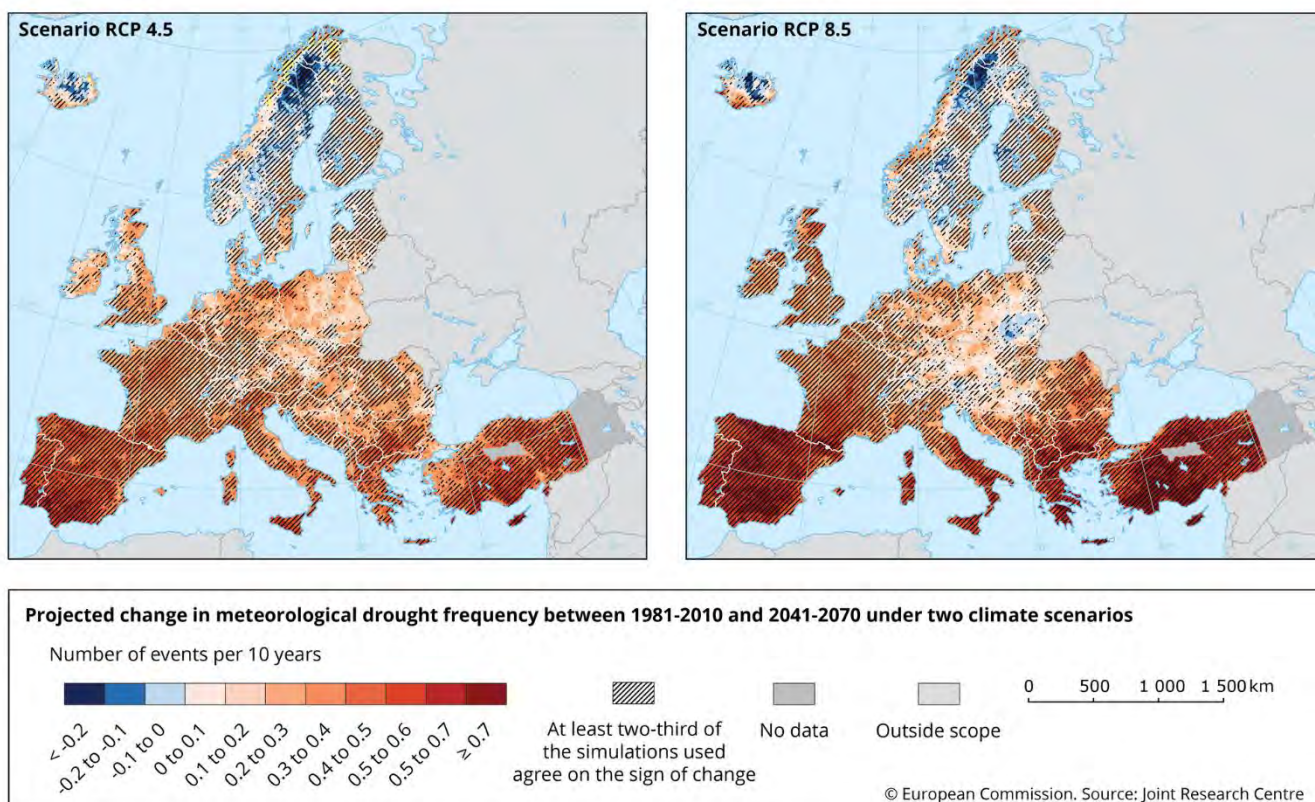 Scenario RCP 4.5
Scenario RCP 8.5
Projected change in meteorological drought frequency between 1981-2010 and 2041-2070 under two climate scenarios
Number of events per 10 years
< -0.2
-0.2 to -0.1
-0.1 to 0
0 to 0.1
0.1 to 0.2
0.2 to 0.3
0.3 to 0.4
0.4 to 0.5
0.5 to 0.6
0.5 to 0.7
≥ 0.7
At least two-third of
the simulations used
agree on the sign of change
No data
Outside scope
0 500 1 000 1 500 km
© European Commission. Source: Joint Research Centre